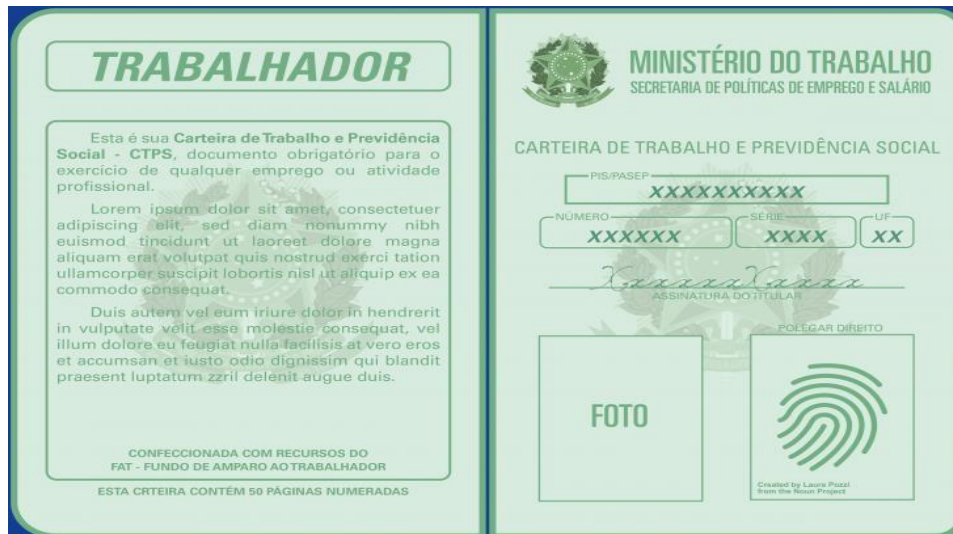 TRABALHADOR
Esta é sua Carteira de Trabalho e Previdência
Social - CTPS, documento obrigatório para o
exercício de qualquer emprego ou atividade
profissional.
Lorem ipsum dolor sit amet, consectetuer
adipiscing elit, sed diam nonummy nibh
euismod tincidunt ut laoreet dolore magna
aliquam erat volutpat quis nostrud exerci tation
ullamcorper suscipit lobortis nisl ut aliquip ex ea
commodo consequat.
Duis autem vel eum iriure dolor in hendrerit
in vulputate velit esse molestie consequat, vel
illum dolore eu feugiat nulla facilisis at vero eros
et accumsan et iusto odio dignissim qui blandit
praesent luptatum zzril delenit augue duis.
CONFECCIONADA COM RECURSOS DO
FAT - FUNDO DE AMPARO AO TRABALHADOR
ESTA CRTEIRA CONTÉM 50 PÁGINAS NUMERADAS
MINISTÉRIO DO TRABALHO
SECRETARIA DE POLÍTICAS DE EMPREGO E SALÁRIO
CARTEIRA DE TRABALHO E PREVIDÊNCIA SOCIAL
PIS/PASEP
XXXXXXXXXX
NÚMERO SÉRIE UF
XXXXXX XXXX XX
Xxxxxx Xxxxx
ASSINATURA DO TITULAR
POLEGAR DIREITO
FOTO
Created by Laura Pozzi
from the Noun Project